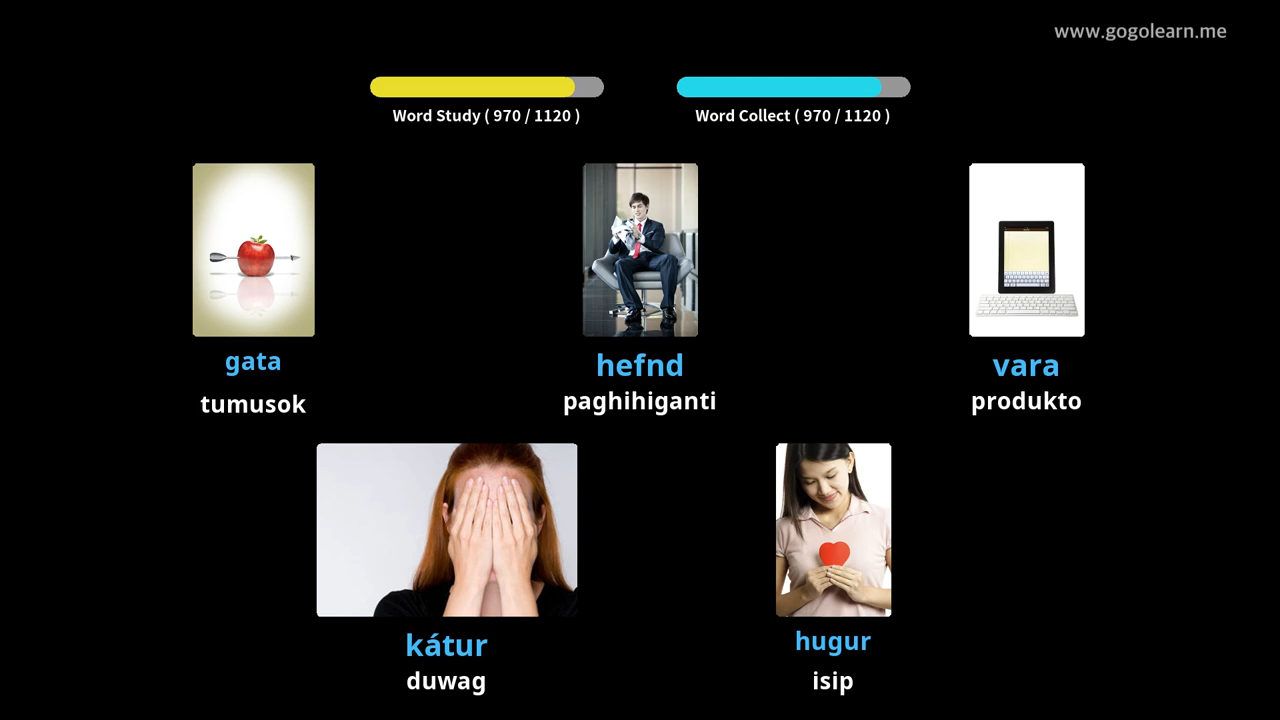 www.gogolearn.me
Word Study ( 970 / 1120 )
Word Collect ( 970 / 1120 )
gata
tumusok
hefnd
paghihiganti
vara
produkto
kátur
duwag
hugur
isip